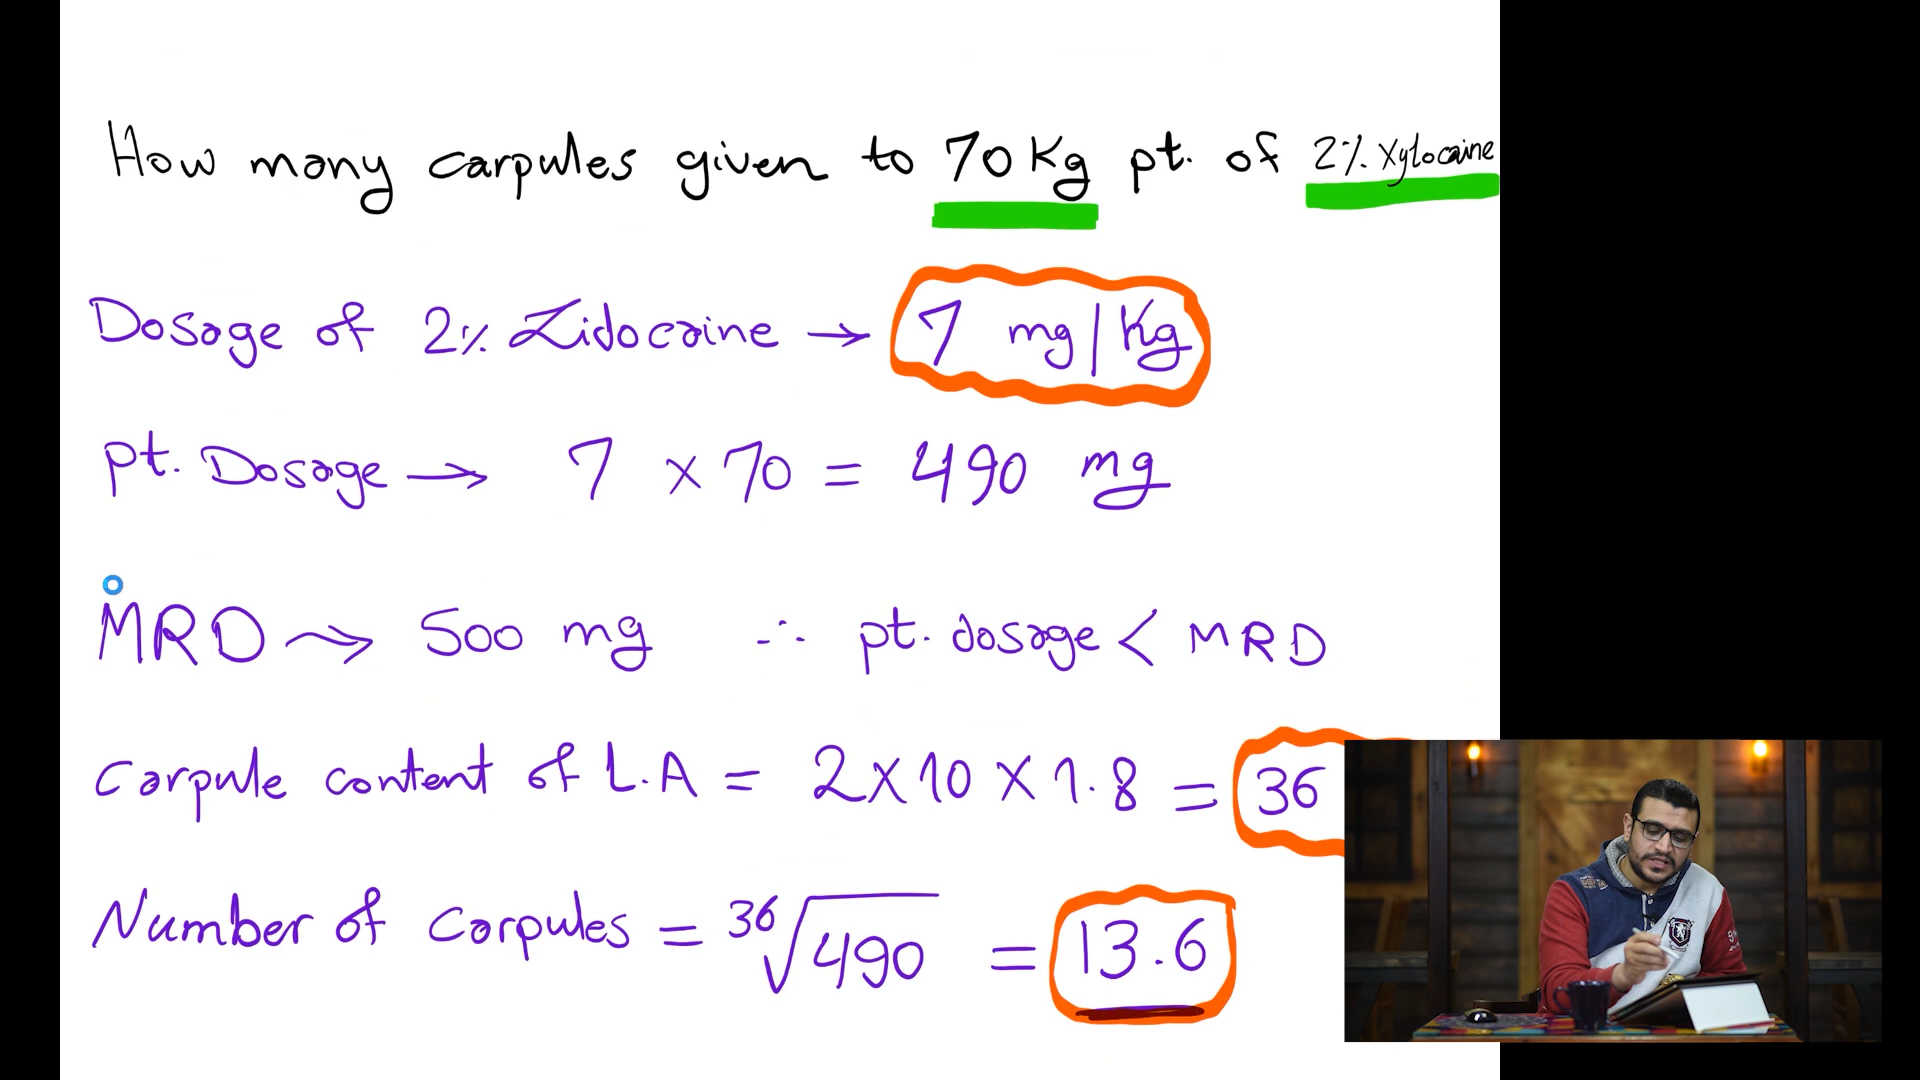 How many carpules given to 70 Kg pt. of 2% Xylocaine
Dosage of 2% Lidocaine → 7 mg/Kg
pt. Dosage → 7 x 70 = 490 mg
MRD → 500 mg ∴ pt. dosage < MRD
Carpule content of L.A = 2 x 10 x 1.8 = 36
Number of carpules = 36√490 = 13.6